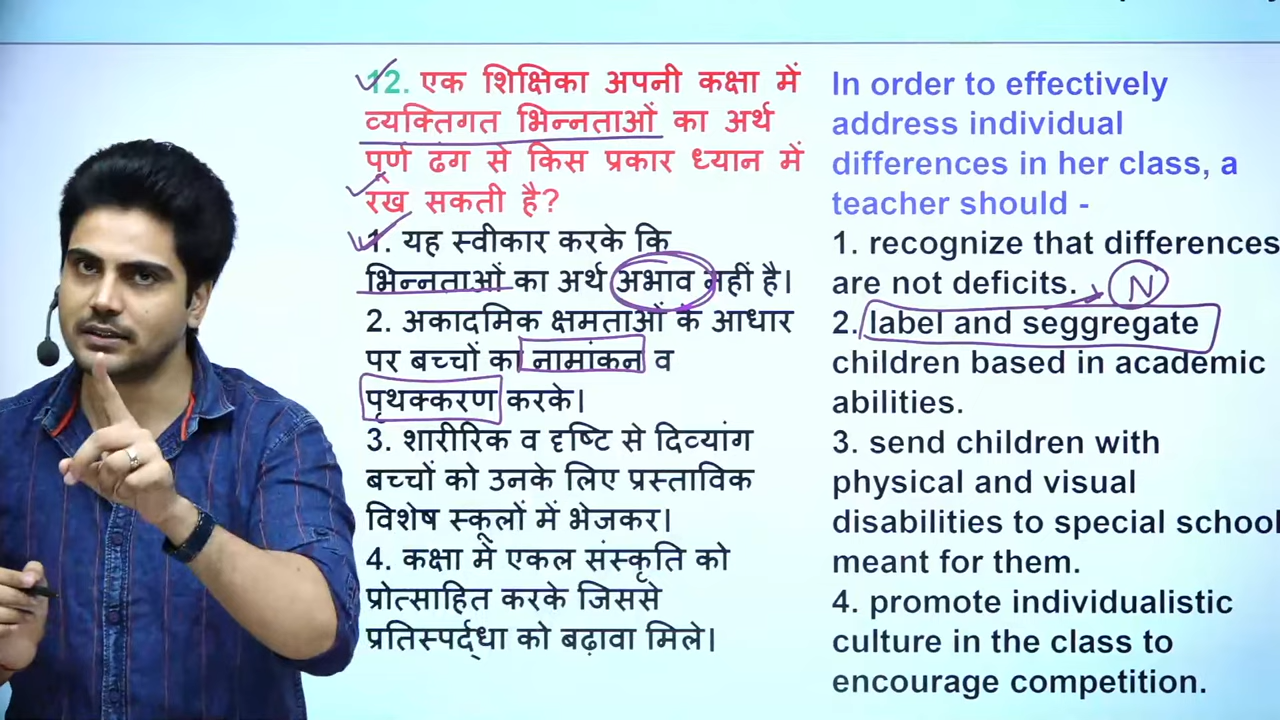 12. एक शिक्षिका अपनी कक्षा में
व्यक्तिगत भिन्नताओं का अर्थ
पूर्ण ढंग से किस प्रकार ध्यान में
रख सकती है?
1. यह स्वीकार करके कि
भिन्नताओं का अर्थ अभाव नहीं है।
2. अकादमिक क्षमताओं के आधार
पर बच्चों का नामांकन व
पृथक्करण करके।
3. शारीरिक व दृष्टि से दिव्यांग
बच्चों को उनके लिए प्रस्ताविक
विशेष स्कूलों में भेजकर।
4. कक्षा में एकल संस्कृति को
प्रोत्साहित करके जिससे
प्रतिस्पर्द्धा को बढ़ावा मिले।
In order to effectively
address individual
differences in her class, a
teacher should -
1. recognize that differences
are not deficits.
N
2. label and seggregate
children based in academic
abilities.
3. send children with
physical and visual
disabilities to special school
meant for them.
4. promote individualistic
culture in the class to
encourage competition.